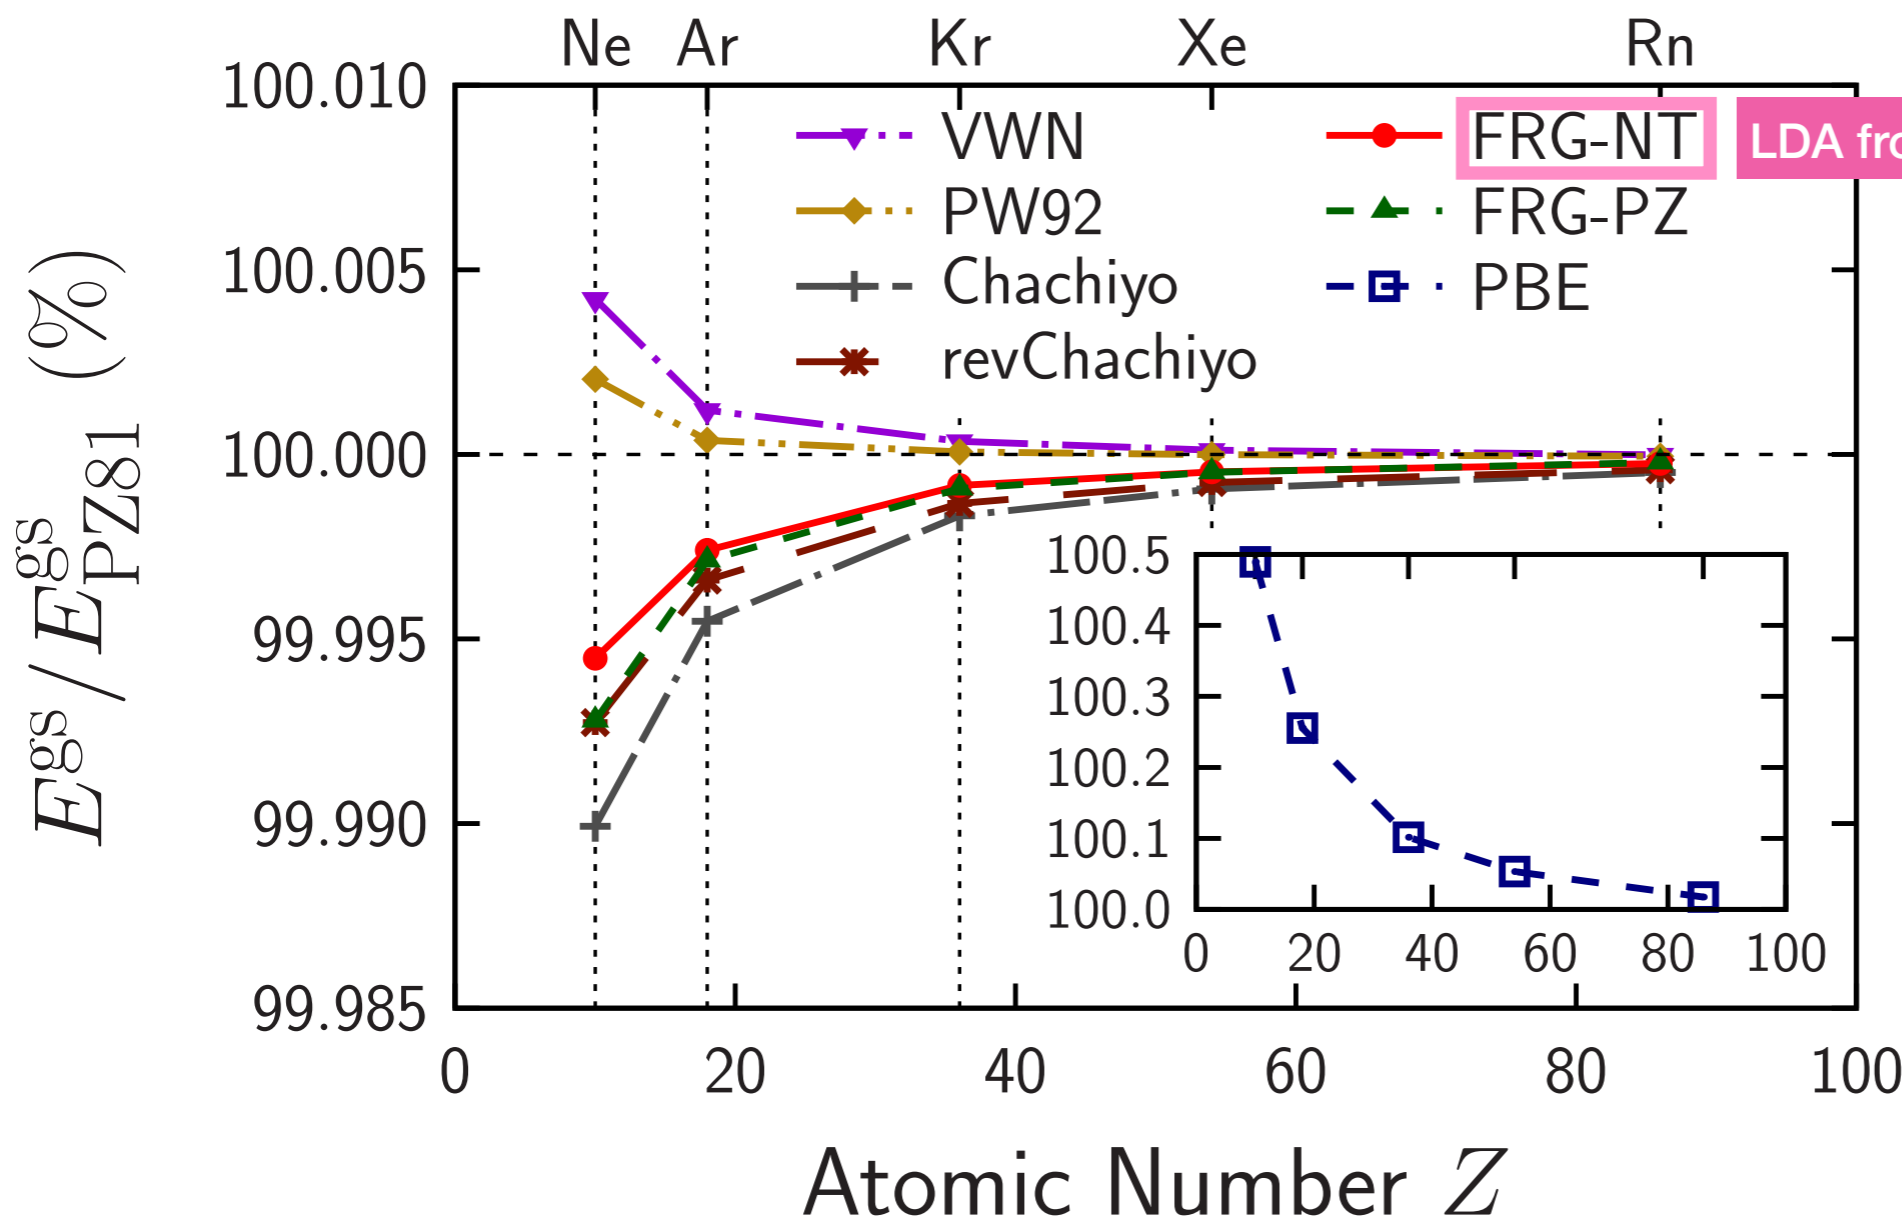 Ne Ar Kr Xe Rn
100.010
100.005
100.000
99.995
99.990
99.985
E^gs / E^gs_PZ81 (%)
VWN
PW92
Chachiyo
revChachiyo
FRG-NT
LDA fro
FRG-PZ
PBE
100.5
100.4
100.3
100.2
100.1
100.0
0 20 40 60 80 100
0 20 40 60 80 100
Atomic Number Z